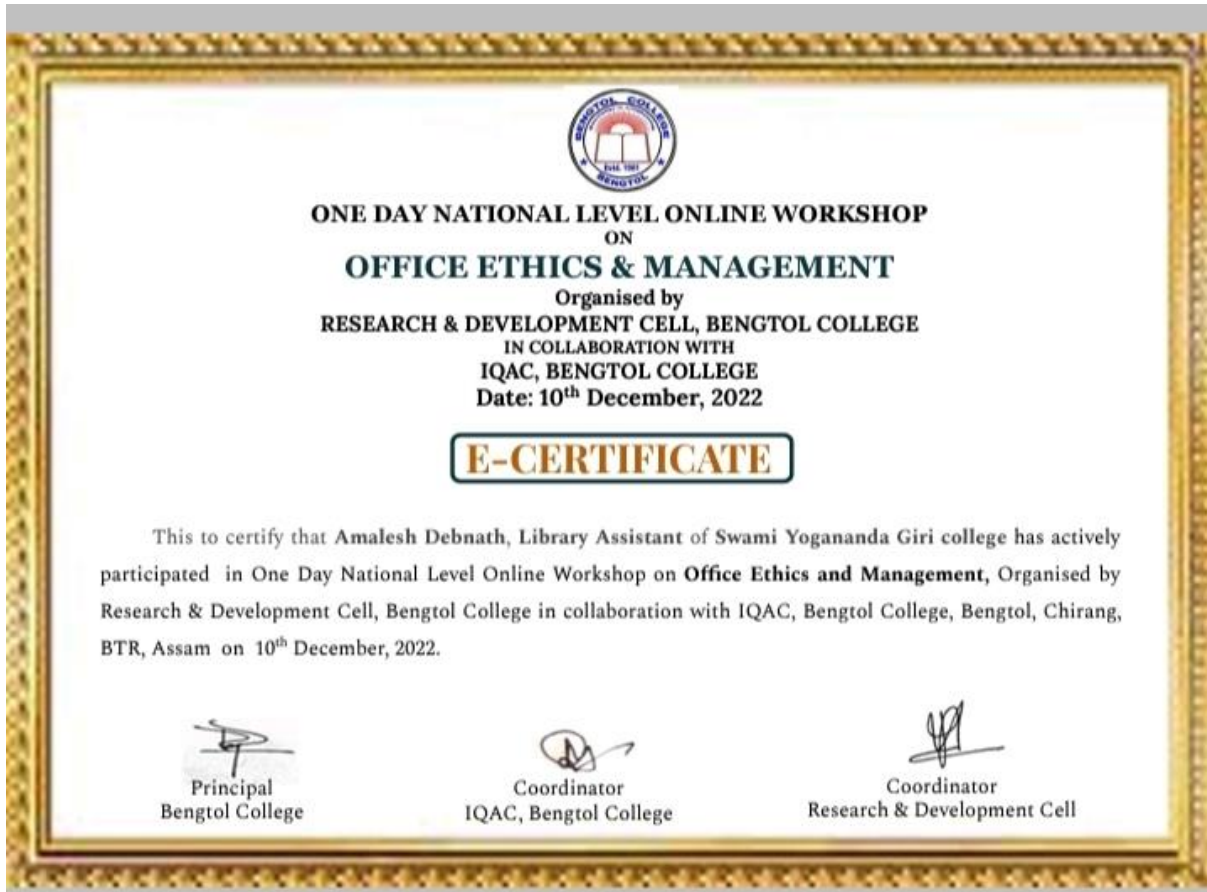 BENGTOL COLLEGE
Estd. 1991
BENGTOL
ONE DAY NATIONAL LEVEL ONLINE WORKSHOP
ON
OFFICE ETHICS & MANAGEMENT
Organised by
RESEARCH & DEVELOPMENT CELL, BENGTOL COLLEGE
IN COLLABORATION WITH
IQAC, BENGTOL COLLEGE
Date: 10th December, 2022
E-CERTIFICATE
This to certify that Amalesh Debnath, Library Assistant of Swami Yogananda Giri college has actively
participated in One Day National Level Online Workshop on Office Ethics and Management, Organised by
Research & Development Cell, Bengtol College in collaboration with IQAC, Bengtol College, Bengtol, Chirang,
BTR, Assam on 10th December, 2022.
Principal
Bengtol College
Coordinator
IQAC, Bengtol College
Coordinator
Research & Development Cell